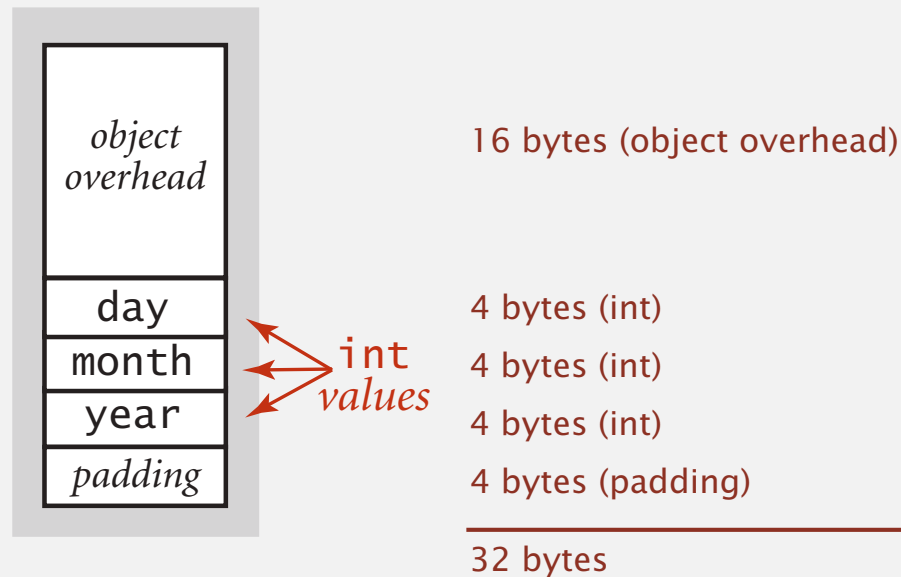 object
overhead
16 bytes (object overhead)
day
4 bytes (int)
month
int
values
4 bytes (int)
year
4 bytes (int)
padding
4 bytes (padding)
32 bytes